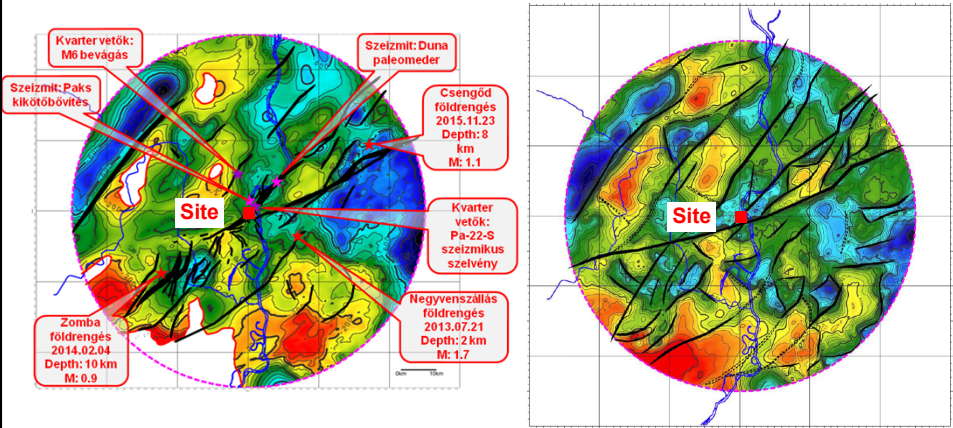 Kvarter vetők:
M6 bevágás
Szeizmit: Duna
paleomeder
Szeizmit: Paks
kikötőbővítés
Csengőd
földrengés
2015.11.23
Depth: 8
km
M: 1.1
Site
Kvarter
vetők:
Pa-22-S
szeizmikus
szelvény
Negyvenszállás
földrengés
2013.07.21
Depth: 2 km
M: 1.7
Zomba
földrengés
2014.02.04
Depth: 10 km
M: 0.9
0km 10km
Site